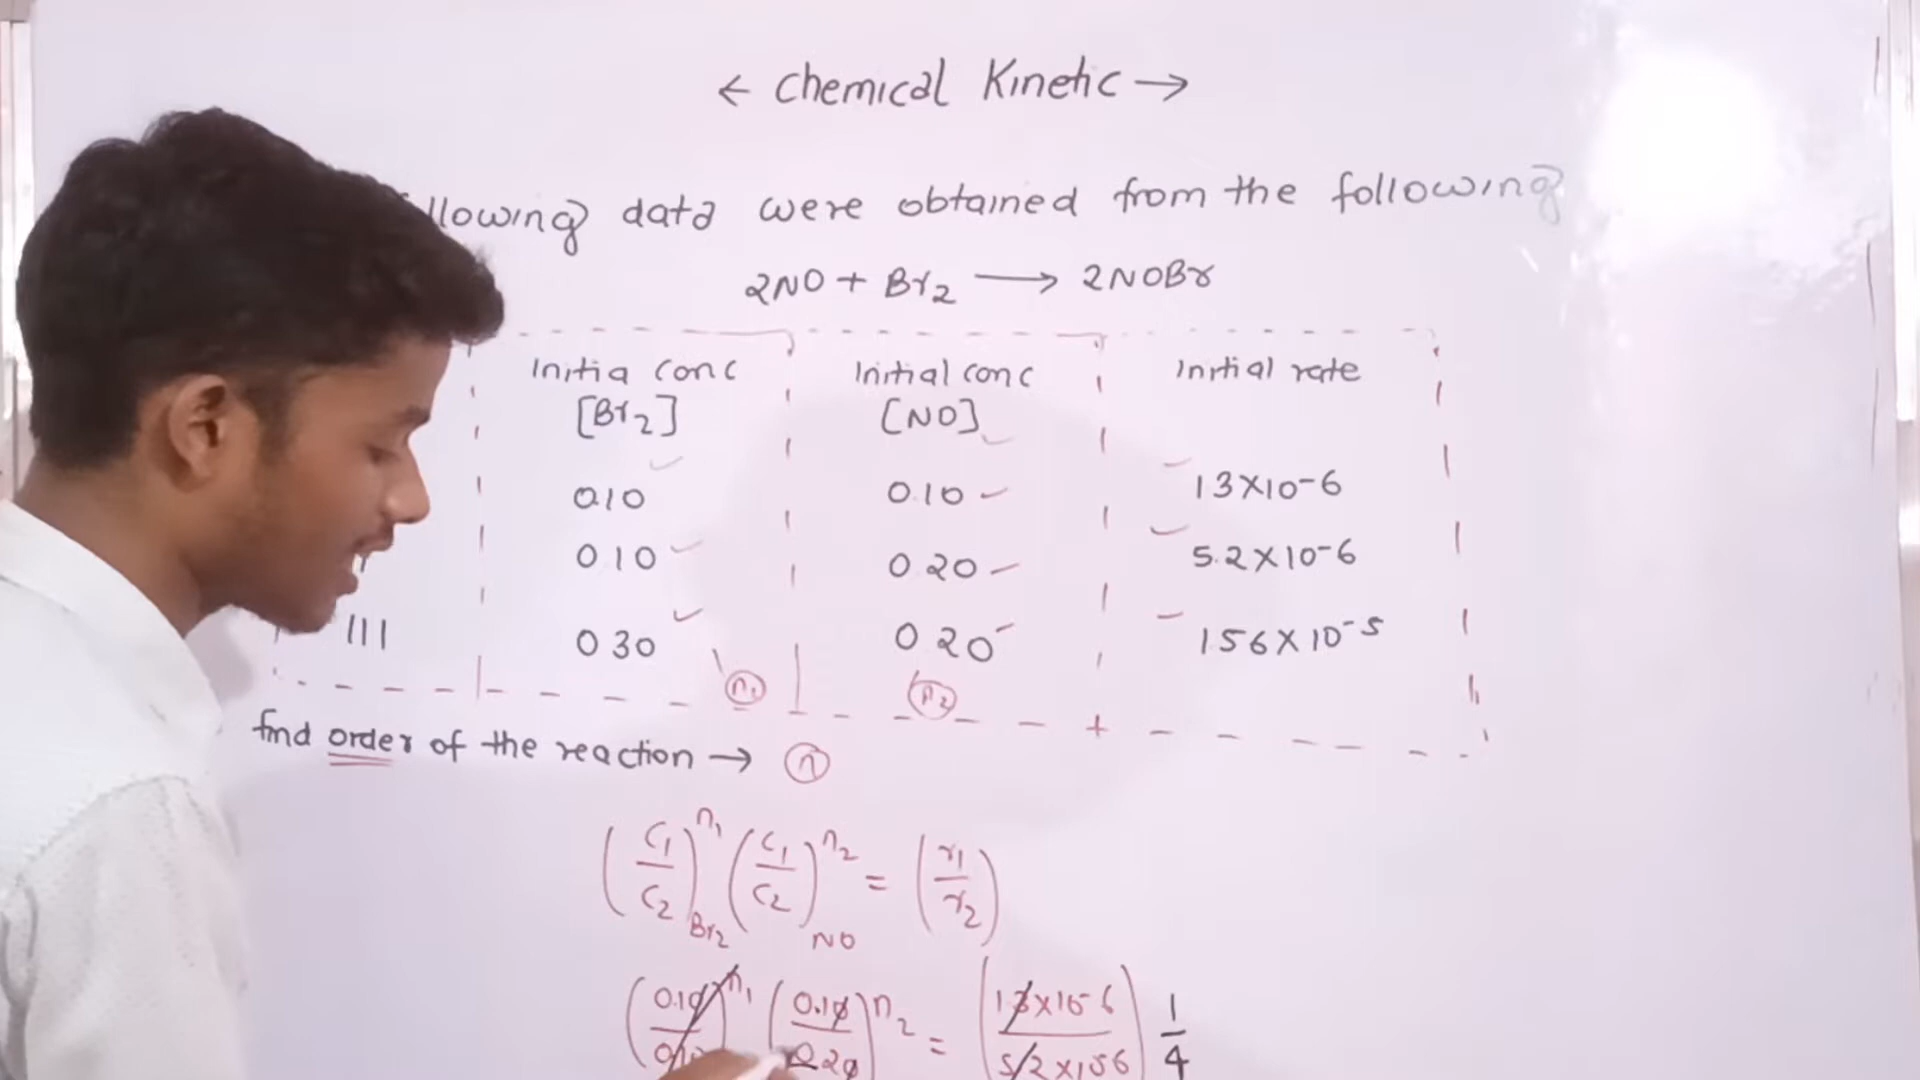 ← Chemical Kinetic →
llowing data were obtained from the following
2NO + Br2 → 2NOBr
Initia conc Initial conc Initial rate
[Br2] [NO]
0.10 0.10 1.3×10-6
0.10 0.20 5.2×10-6
III 0.30 0.20 1.56×10-5
n1 n2
find order of the reaction → n
(C1/C2)n1 Br2 (C1/C2)n2 NO = (r1/r2)
(0.10/0.10)n1 (0.10/0.20)n2 = (1.3×10-6/5.2×10-6) 1/4